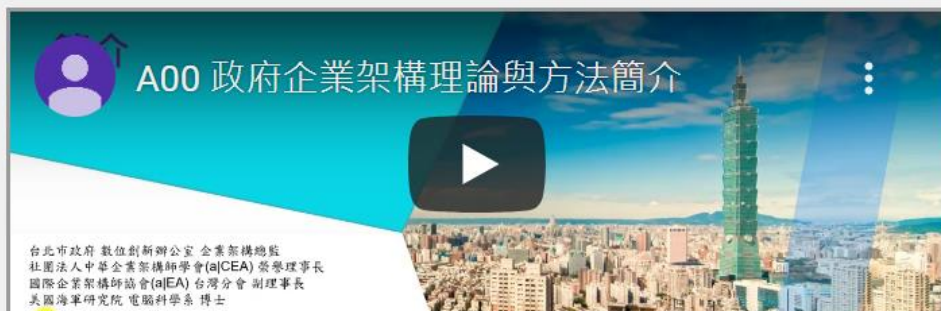 簡介
A00 政府企業架構理論與方法簡介
台北市政府 數位創新辦公室 企業架構總監
社團法人中華企業架構師學會(a|CEA) 榮譽理事長
國際企業架構師協會(a|EA) 台灣分會 副理事長
美國海軍研究院 電腦科學系 博士